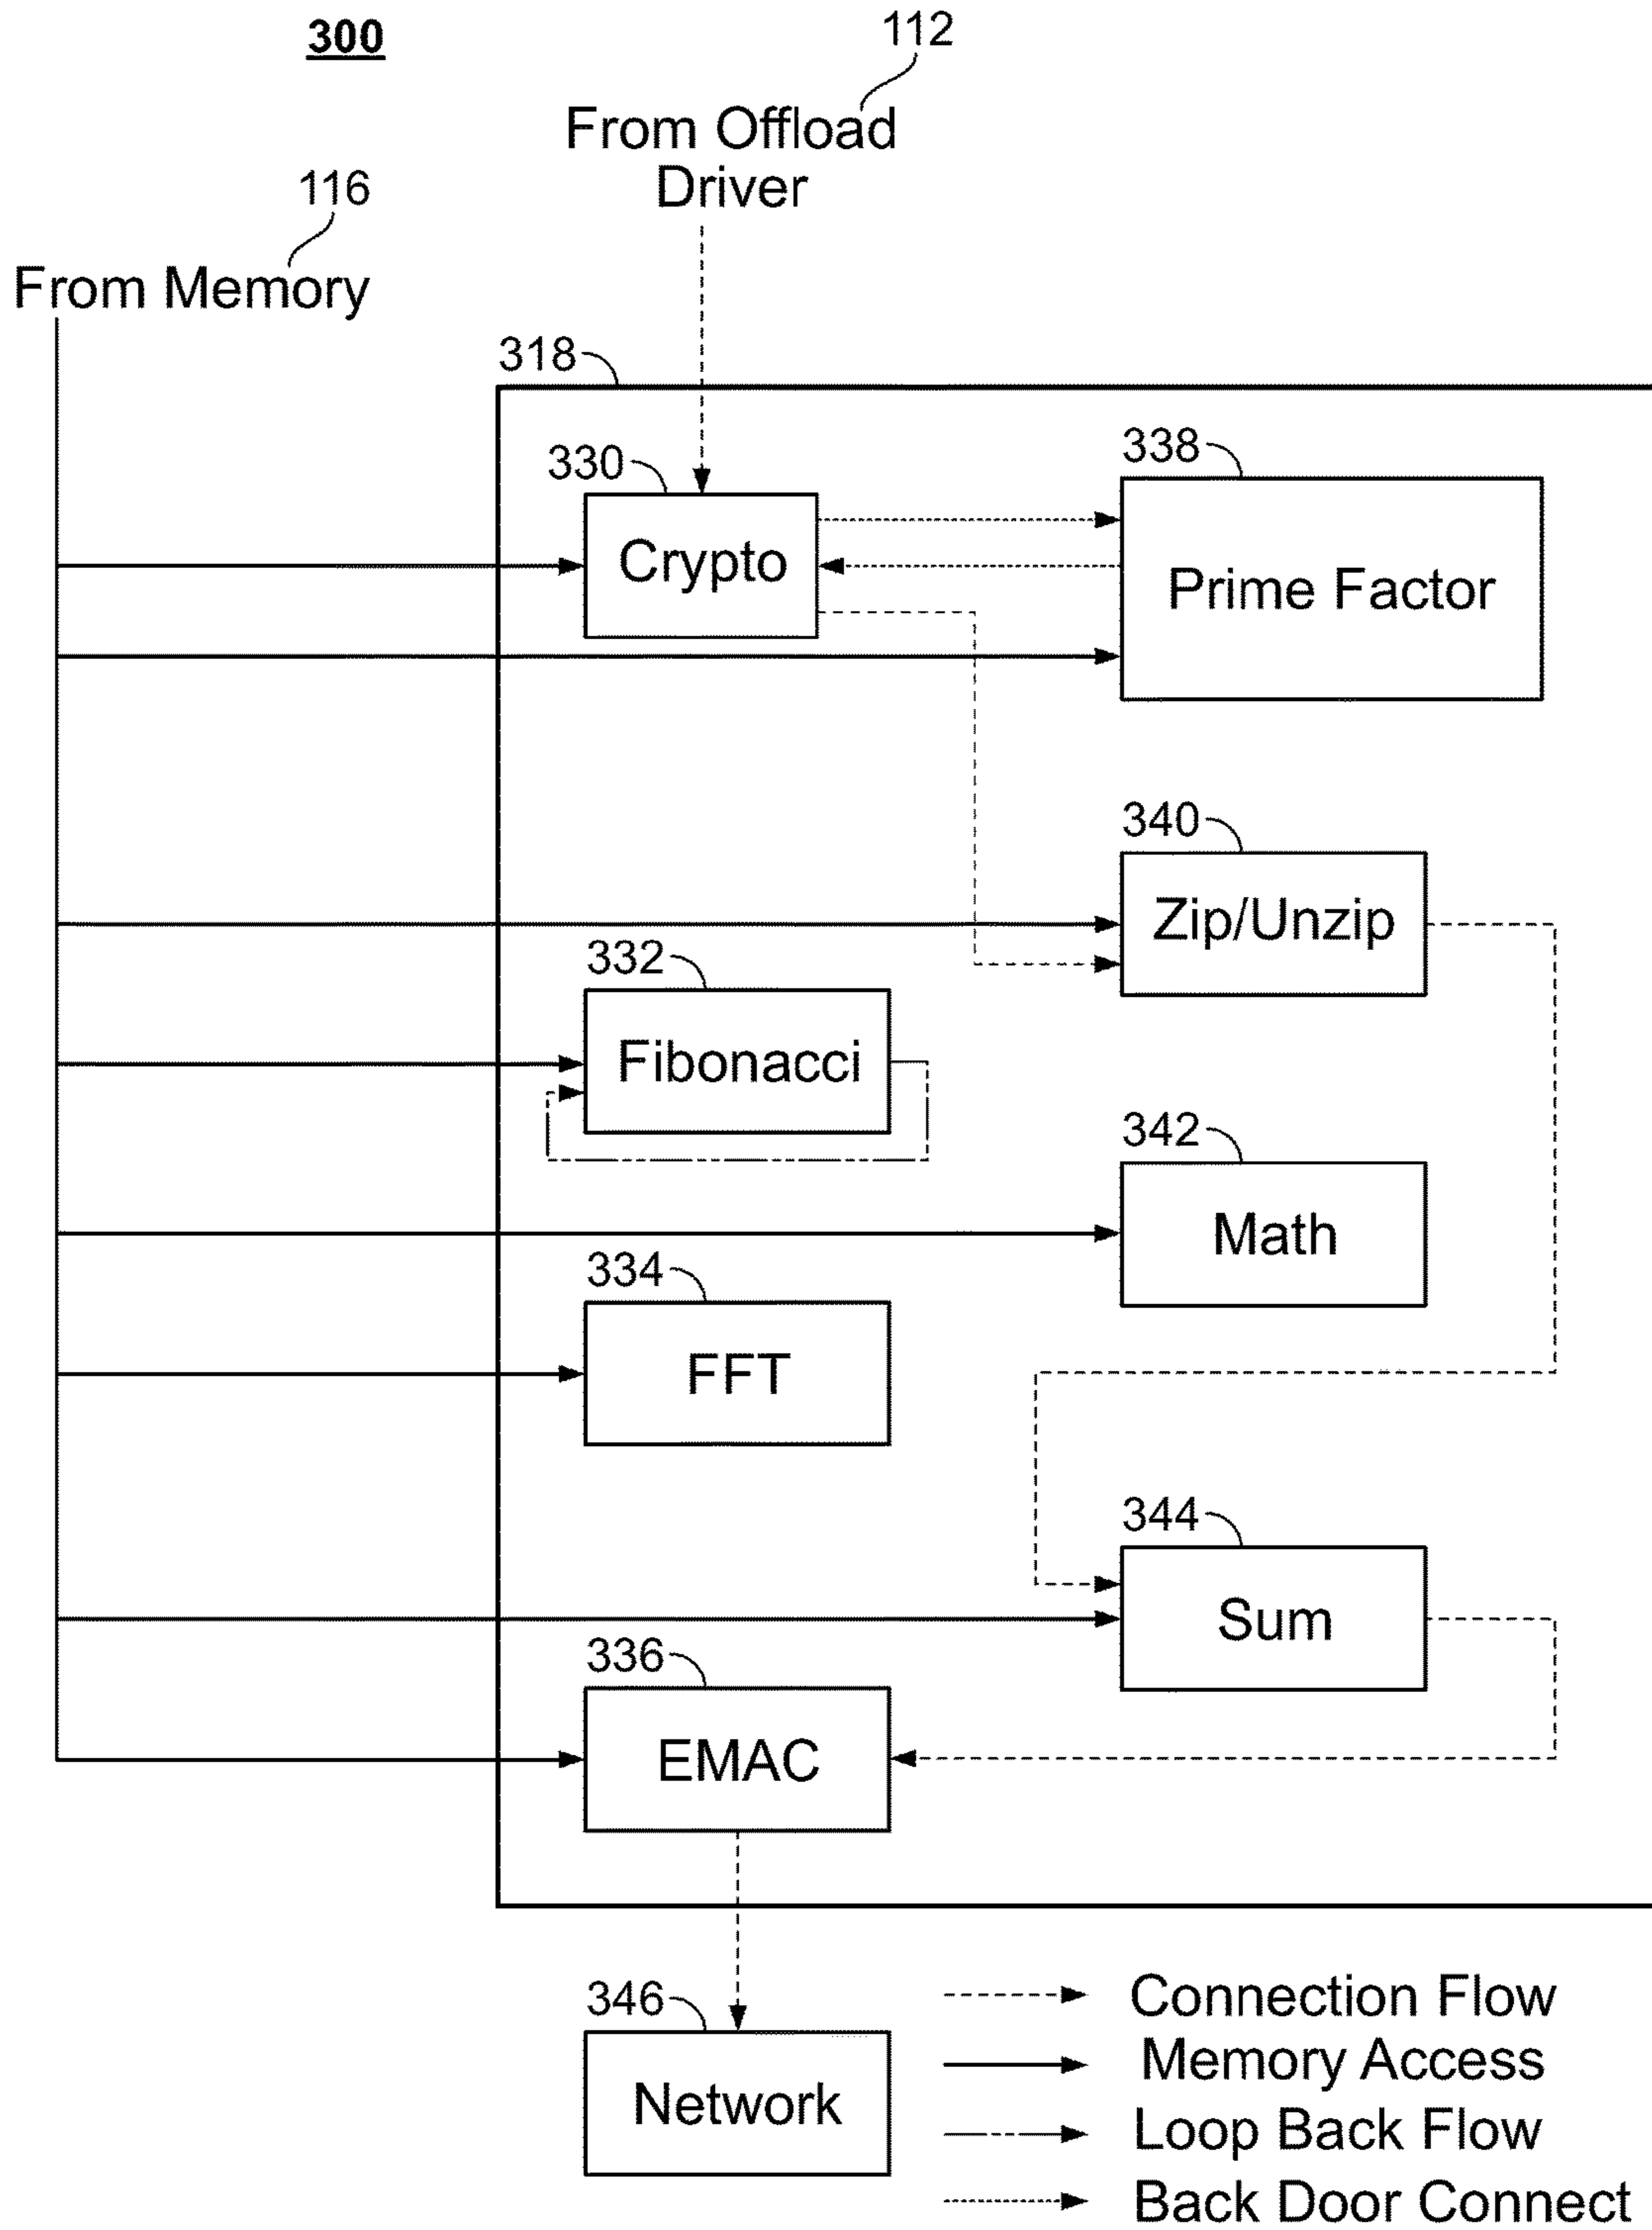 300
112
From Offload
Driver
116
From Memory
318
330
338
Crypto
Prime Factor
340
Zip/Unzip
332
Fibonacci
342
Math
334
FFT
344
Sum
336
EMAC
346
Network
Connection Flow
Memory Access
Loop Back Flow
Back Door Connect